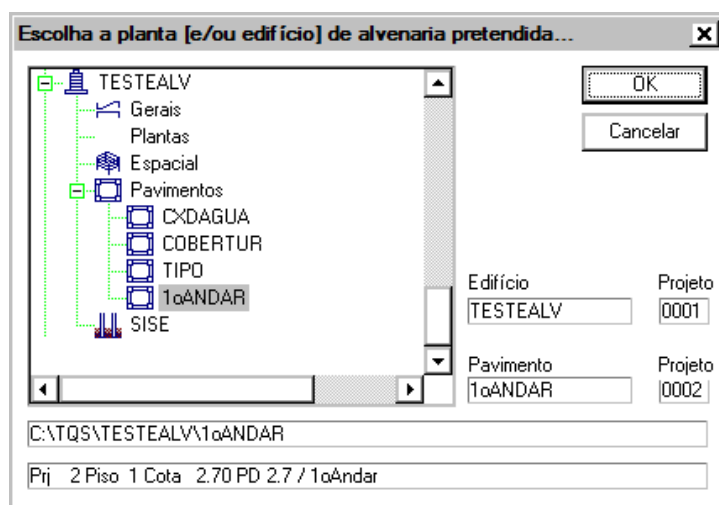 Escolha a planta [e/ou edifício] de alvenaria pretendida...
TESTEALV
Gerais
Plantas
Espacial
Pavimentos
CXDAGUA
COBERTUR
TIPO
1oANDAR
SISE
OK
Cancelar
Edifício Projeto
TESTEALV 0001
Pavimento Projeto
1oANDAR 0002
C:\TQS\TESTEALV\1oANDAR
Prj 2 Piso 1 Cota 2.70 PD 2.7 / 1oAndar